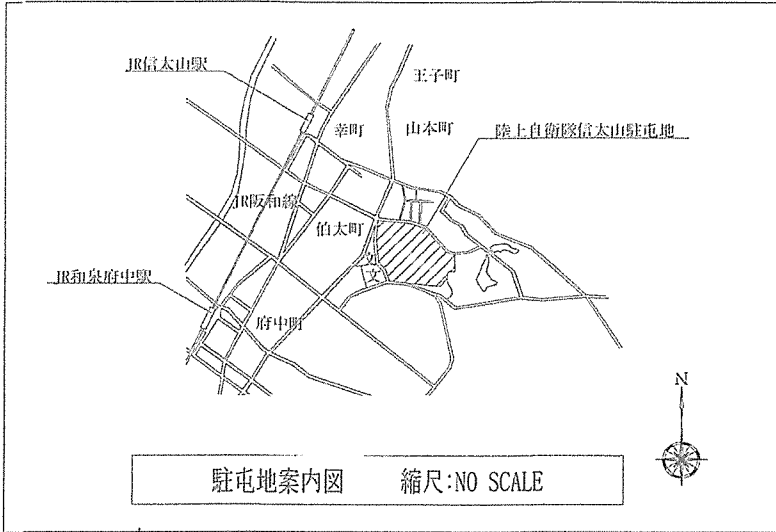 王子町
JR信太山駅
幸町
山本町
陸上自衛隊信太山駐屯地
JR阪和線
伯太町
文
JR和泉府中駅
府中町
N
駐屯地案内図 縮尺:NO SCALE